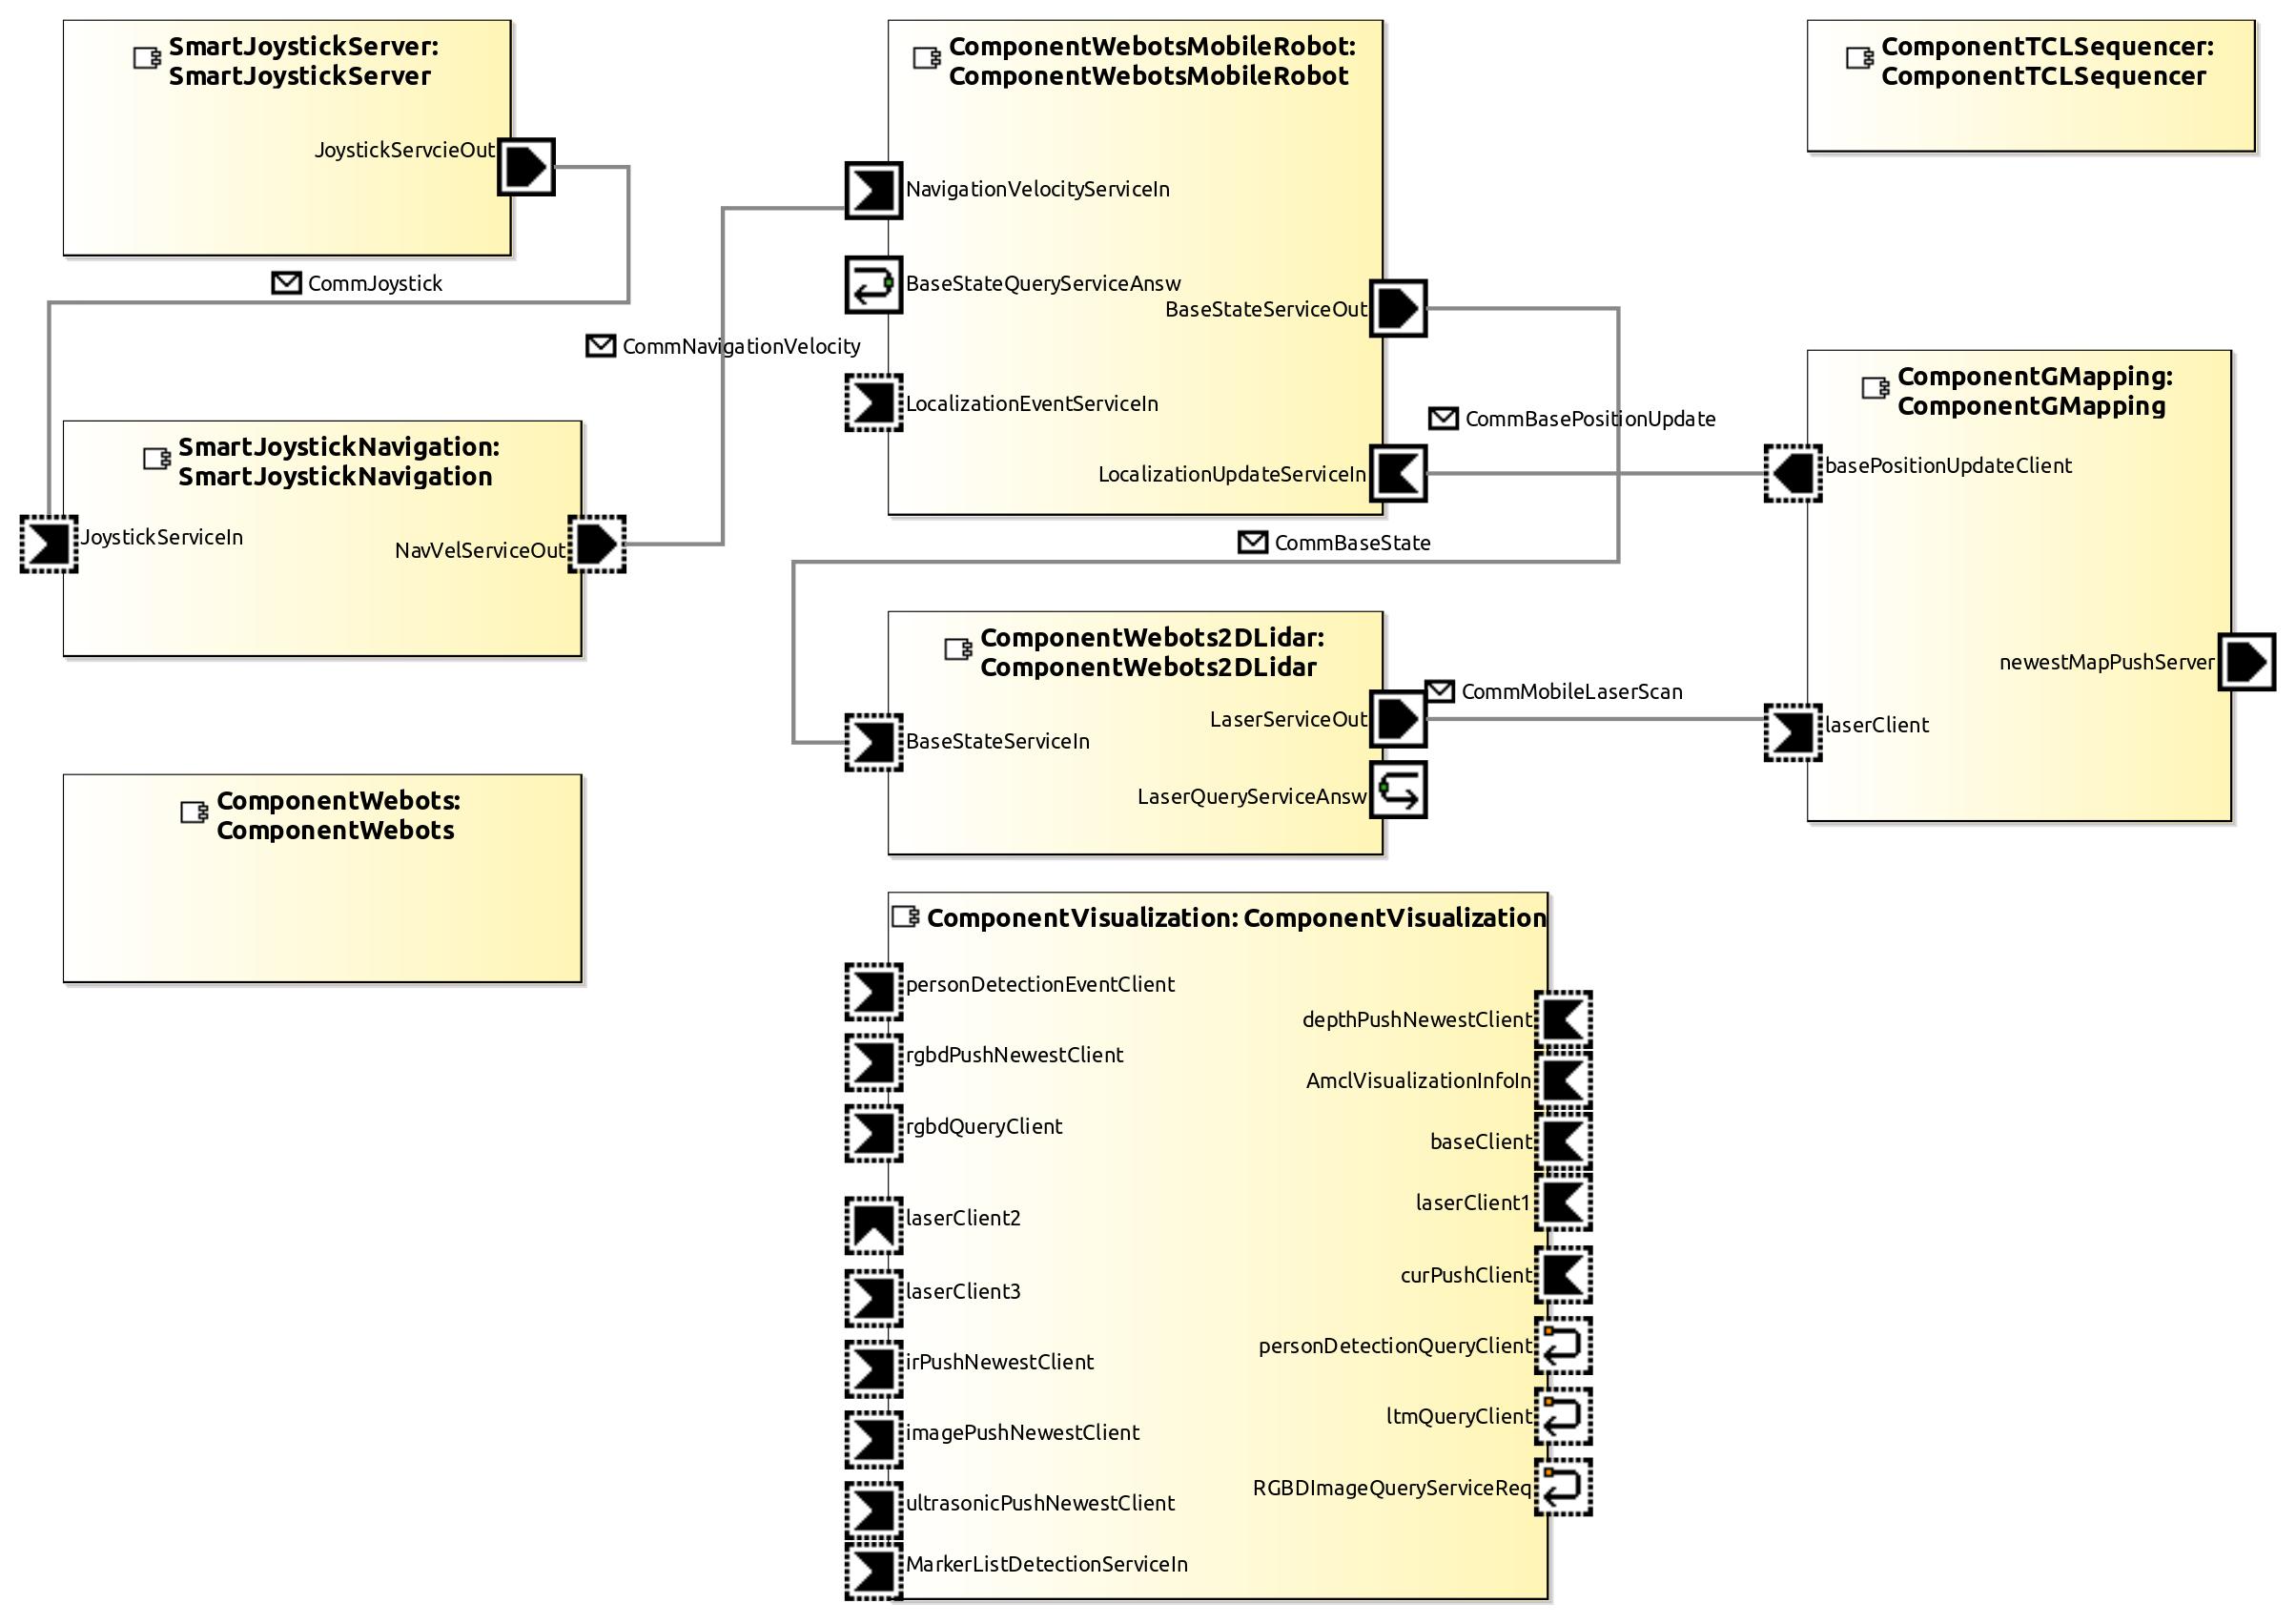 SmartJoystickServer:
SmartJoystickServer
JoystickServcieOut
CommJoystick
SmartJoystickNavigation:
SmartJoystickNavigation
JoystickServiceIn
NavVelServiceOut
CommNavigationVelocity
ComponentWebots:
ComponentWebots
ComponentWebotsMobileRobot:
ComponentWebotsMobileRobot
NavigationVelocityServiceIn
BaseStateQueryServiceAnsw
BaseStateServiceOut
LocalizationEventServiceIn
LocalizationUpdateServiceIn
CommBasePositionUpdate
CommBaseState
ComponentWebots2DLidar:
ComponentWebots2DLidar
LaserServiceOut
BaseStateServiceIn
LaserQueryServiceAnsw
CommMobileLaserScan
ComponentTCLSequencer:
ComponentTCLSequencer
ComponentGMapping:
ComponentGMapping
basePositionUpdateClient
newestMapPushServer
laserClient
ComponentVisualization: ComponentVisualization
personDetectionEventClient
rgbdPushNewestClient
rgbdQueryClient
laserClient2
laserClient3
irPushNewestClient
imagePushNewestClient
ultrasonicPushNewestClient
MarkerListDetectionServiceIn
depthPushNewestClient
AmclVisualizationInfoIn
baseClient
laserClient1
curPushClient
personDetectionQueryClient
ltmQueryClient
RGBDImageQueryServiceReq